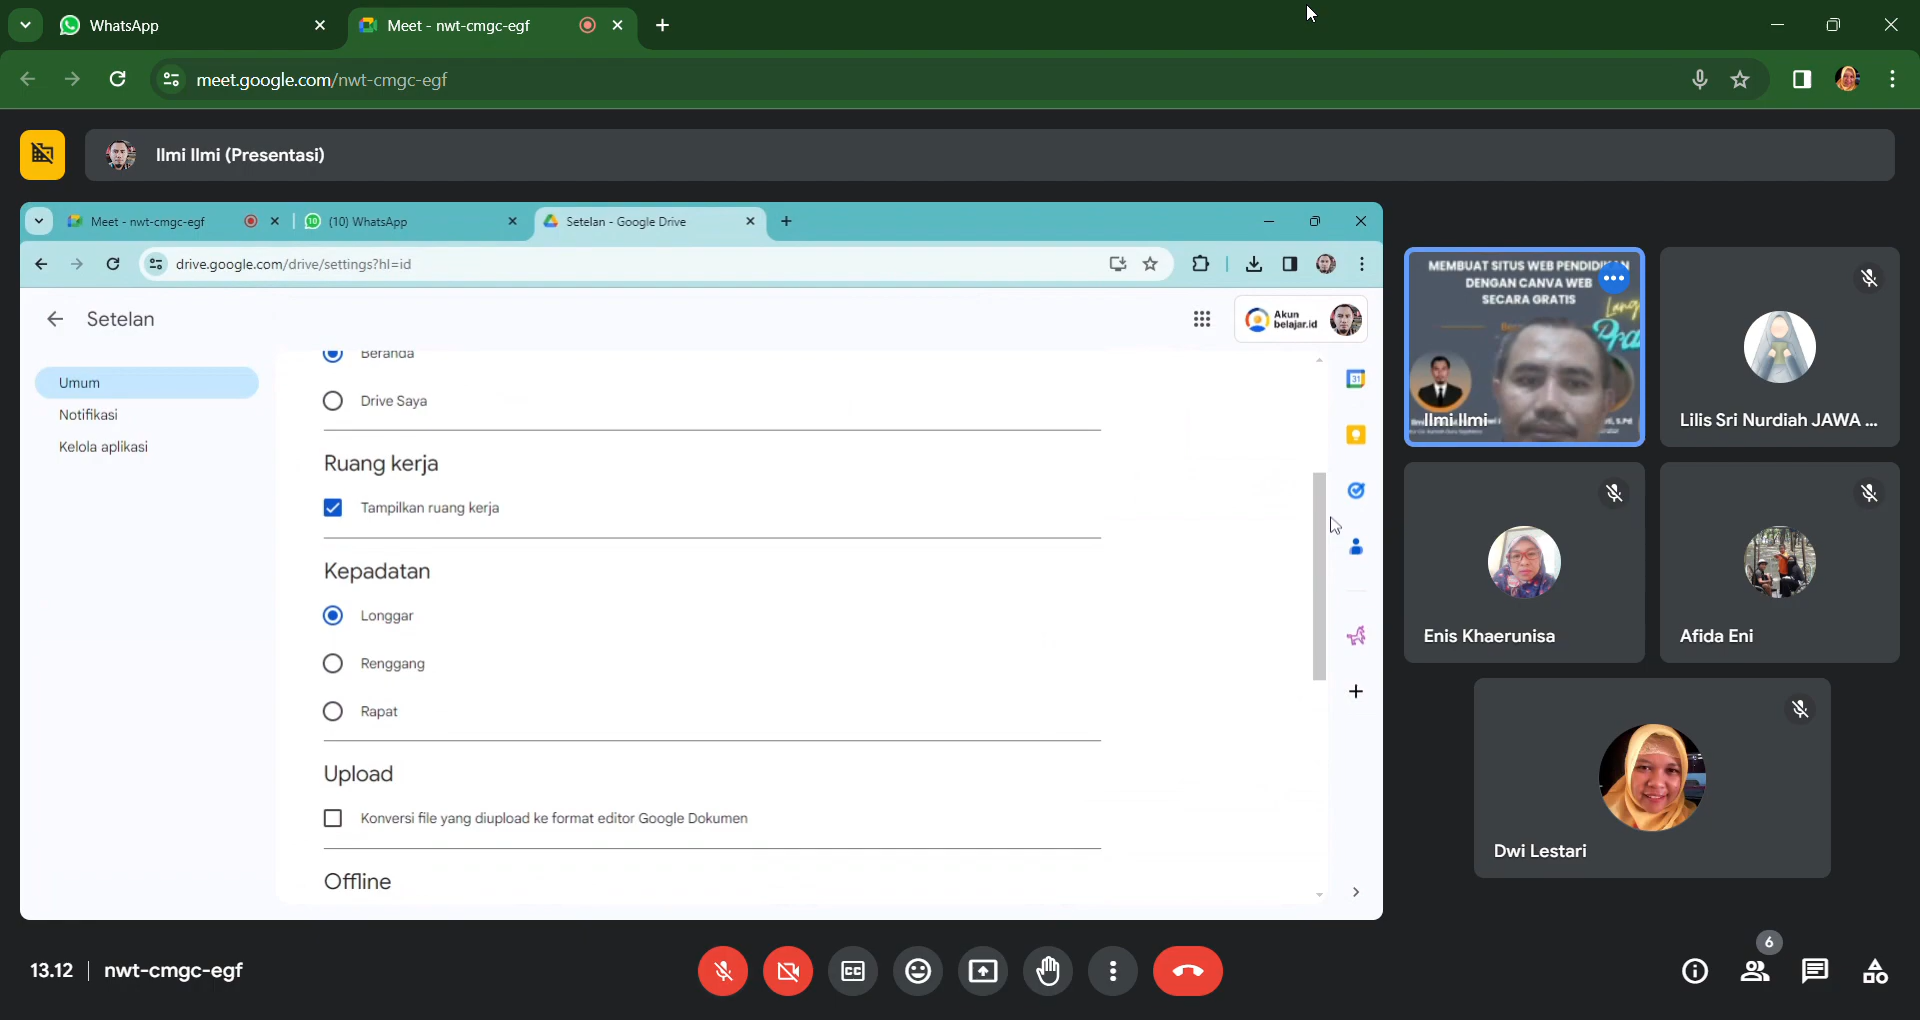 WhatsApp
Meet - nwt-cmgc-egf
meet.google.com/nwt-cmgc-egf
Ilmi Ilmi (Presentasi)
Meet - nwt-cmgc-egf
10
(10) WhatsApp
Setelan - Google Drive
drive.google.com/drive/settings?hl=id
Setelan
Akun
belajar.id
Umum
Notifikasi
Kelola aplikasi
Beranda
Drive Saya
Ruang kerja
Tampilkan ruang kerja
Kepadatan
Longgar
Renggang
Rapat
Upload
Konversi file yang diupload ke format editor Google Dokumen
Offline
31
MEMBUAT SITUS WEB PENDIDIKAN
DENGAN CANVA WEB
SECARA GRATIS
Ilmi Ilmi
Lilis Sri Nurdiah JAWA ...
Enis Khaerunisa
Afida Eni
Dwi Lestari
13.12
nwt-cmgc-egf
6